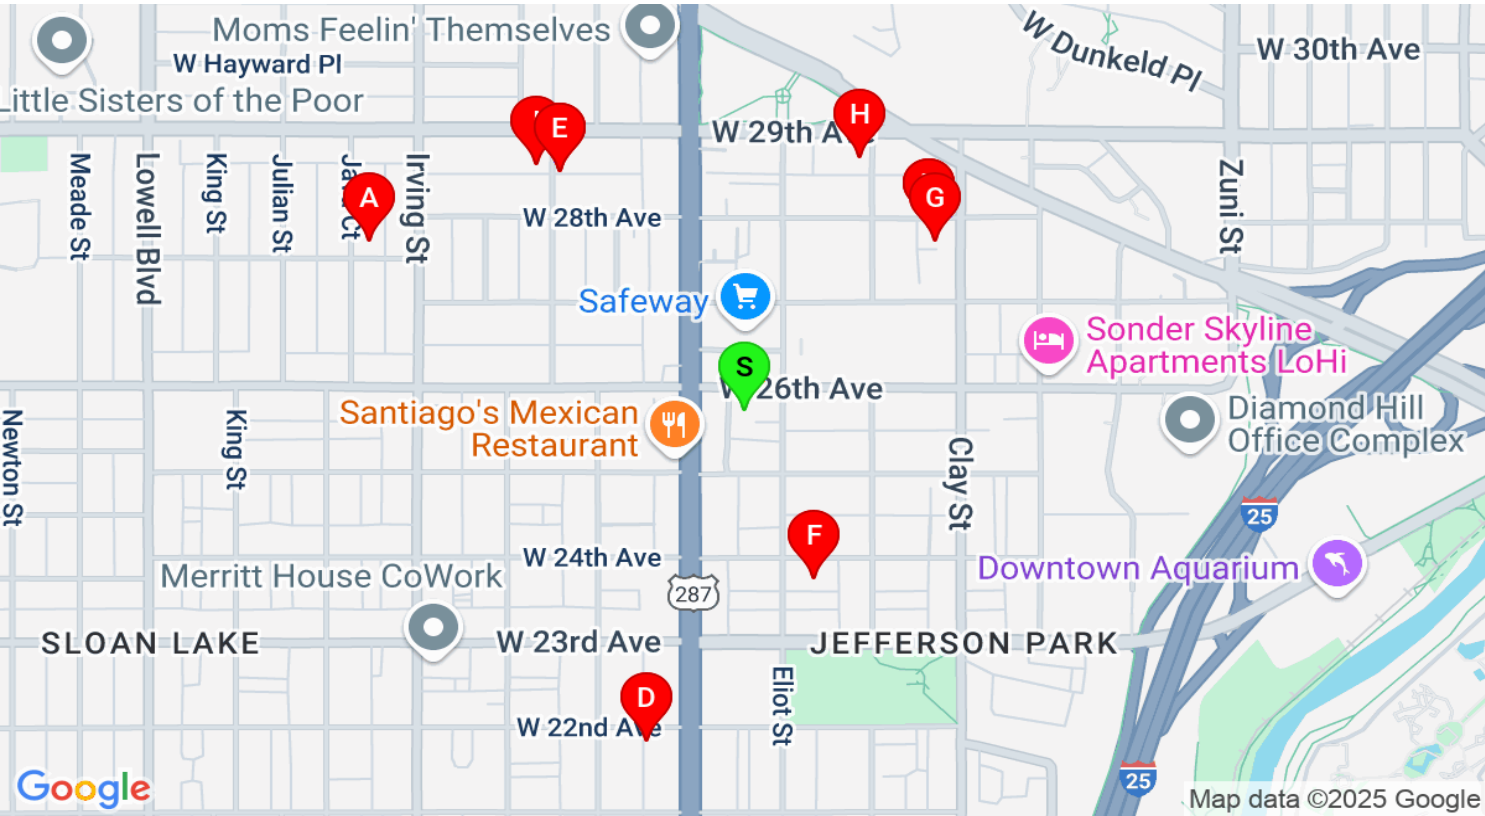 Moms Feelin' Themselves
W Hayward Pl
Little Sisters of the Poor
W Dunkeld Pl
W 30th Ave
H
E
W 29th A
Meade St
Lowell Blvd
King St
Julian St
Ct
Irving St
A
G
Zuni St
W 28th Ave
Safeway
Sonder Skyline
Apartments LoHi
S
W 26th Ave
Santiago's Mexican
Restaurant
Diamond Hill
Office Complex
Newton St
King St
Clay St
25
F
W 24th Ave
Downtown Aquarium
Merritt House CoWork
287
SLOAN LAKE
W 23rd Ave
JEFFERSON PARK
D
Eliot St
W 22nd Ave
25
Google
Map data ©2025 Google